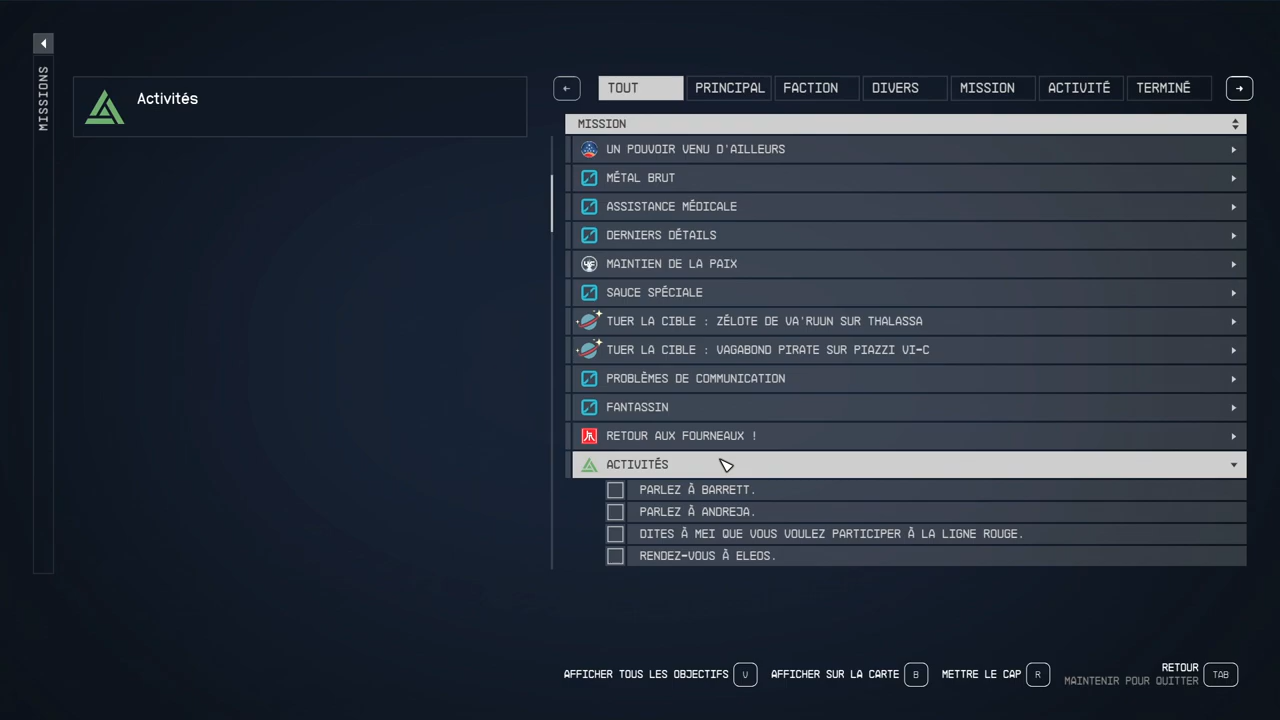 MISSIONS
Activités
TOUT
PRINCIPAL
FACTION
DIVERS
MISSION
ACTIVITÉ
TERMINÉ
MISSION
UN POUVOIR VENU D'AILLEURS
MÉTAL BRUT
ASSISTANCE MÉDICALE
DERNIERS DÉTAILS
MAINTIEN DE LA PAIX
SAUCE SPÉCIALE
TUER LA CIBLE : ZÉLOTE DE VA'RUUN SUR THALASSA
TUER LA CIBLE : VAGABOND PIRATE SUR PIAZZI VI-C
PROBLÈMES DE COMMUNICATION
FANTASSIN
RETOUR AUX FOURNEAUX !
ACTIVITÉS
PARLEZ À BARRETT.
PARLEZ À ANDREJA.
DITES À MEI QUE VOUS VOULEZ PARTICIPER À LA LIGNE ROUGE.
RENDEZ-VOUS À ELEOS.
AFFICHER TOUS LES OBJECTIFS V
AFFICHER SUR LA CARTE B
METTRE LE CAP R
RETOUR
MAINTENIR POUR QUITTER TAB